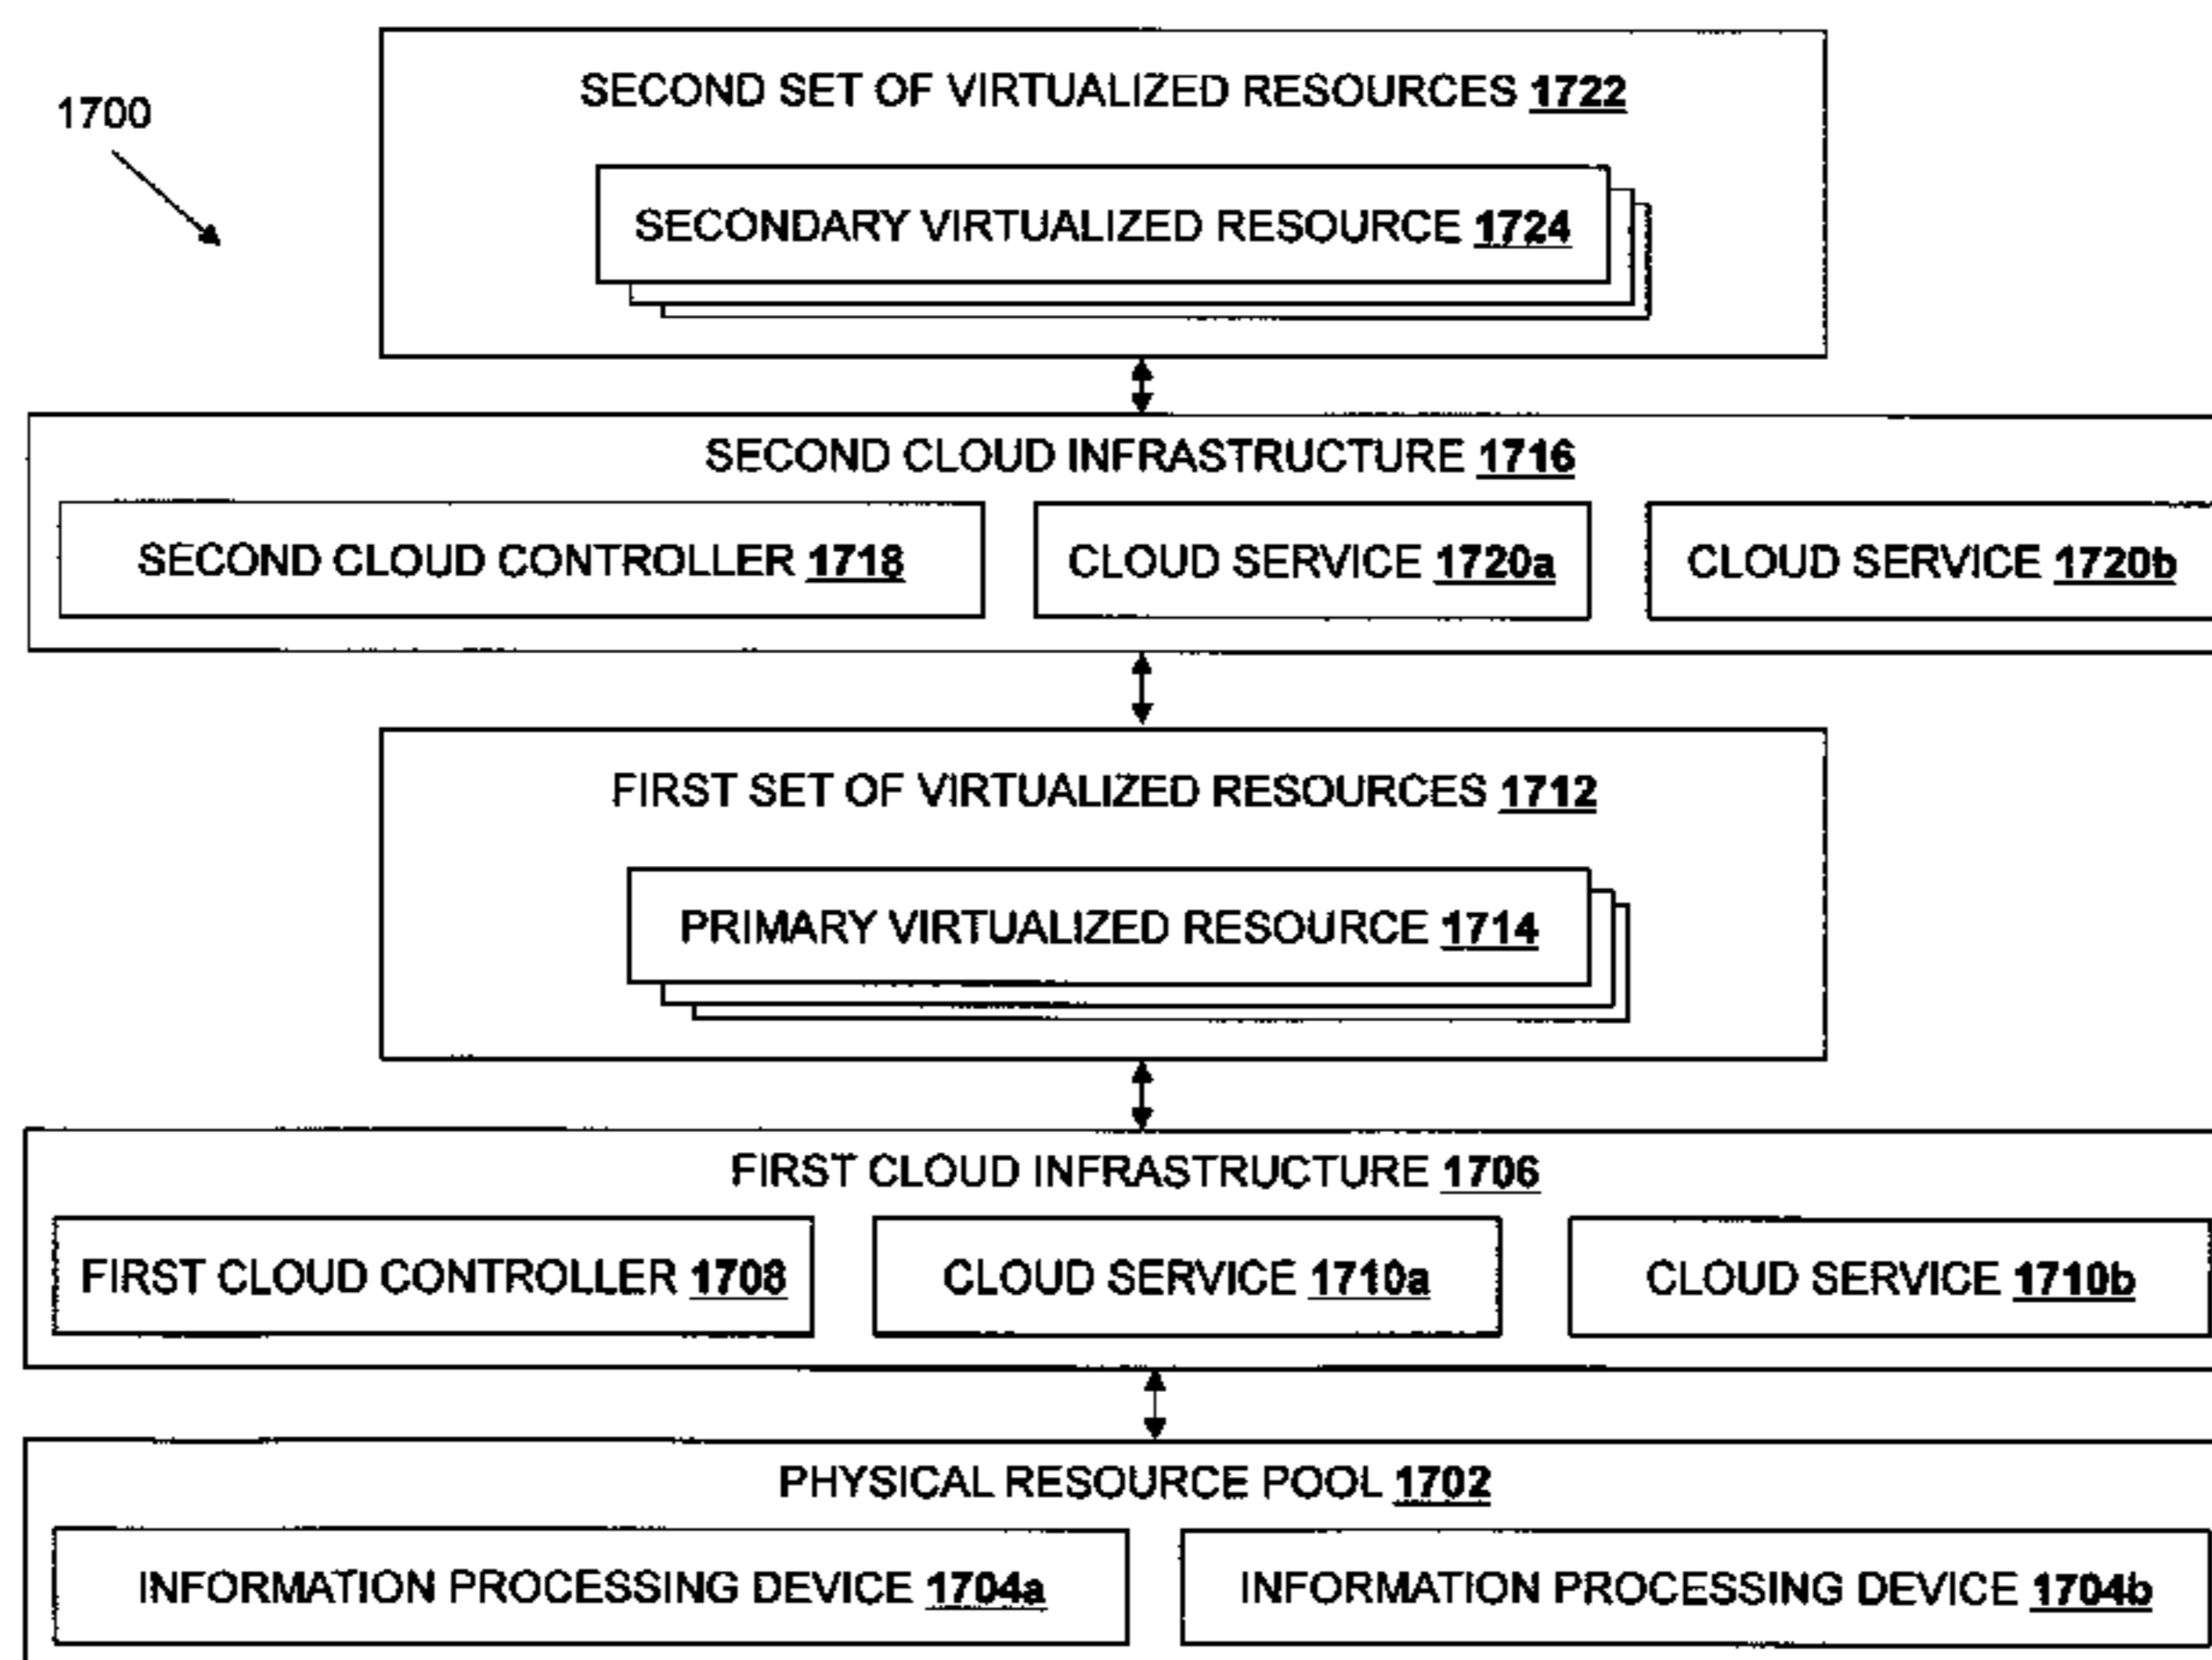 1700
SECOND SET OF VIRTUALIZED RESOURCES 1722
SECONDARY VIRTUALIZED RESOURCE 1724
SECOND CLOUD INFRASTRUCTURE 1716
SECOND CLOUD CONTROLLER 1718
CLOUD SERVICE 1720a
CLOUD SERVICE 1720b
FIRST SET OF VIRTUALIZED RESOURCES 1712
PRIMARY VIRTUALIZED RESOURCE 1714
FIRST CLOUD INFRASTRUCTURE 1706
FIRST CLOUD CONTROLLER 1708
CLOUD SERVICE 1710a
CLOUD SERVICE 1710b
PHYSICAL RESOURCE POOL 1702
INFORMATION PROCESSING DEVICE 1704a
INFORMATION PROCESSING DEVICE 1704b